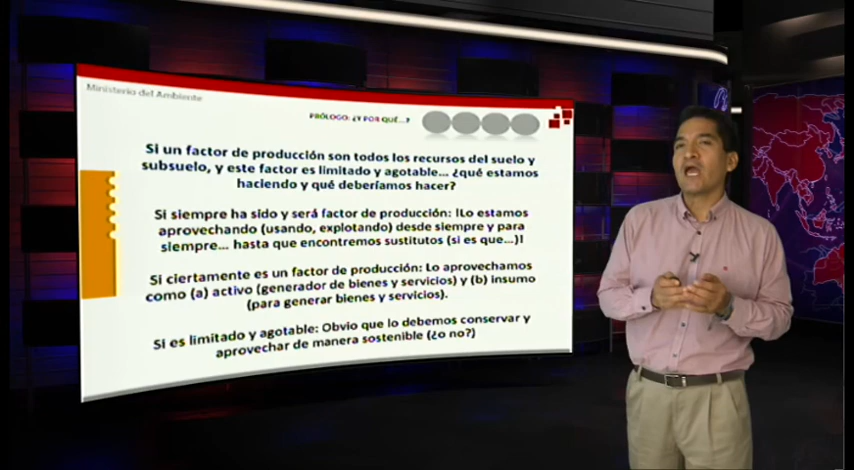 Ministerio del Ambiente
PRÓLOGO: ¿Y POR QUÉ...?
Si un factor de producción son todos los recursos del suelo y
subsuelo, y este factor es limitado y agotable... ¿qué estamos
haciendo y qué deberíamos hacer?
Si siempre ha sido y será factor de producción: ¡Lo estamos
aprovechando (usando, explotando) desde siempre y para
siempre... hasta que encontremos sustitutos (si es que...)!
Si ciertamente es un factor de producción: Lo aprovechamos
como (a) activo (generador de bienes y servicios) y (b) insumo
(para generar bienes y servicios).
Si es limitado y agotable: Obvio que lo debemos conservar y
aprovechar de manera sostenible (¿o no?)